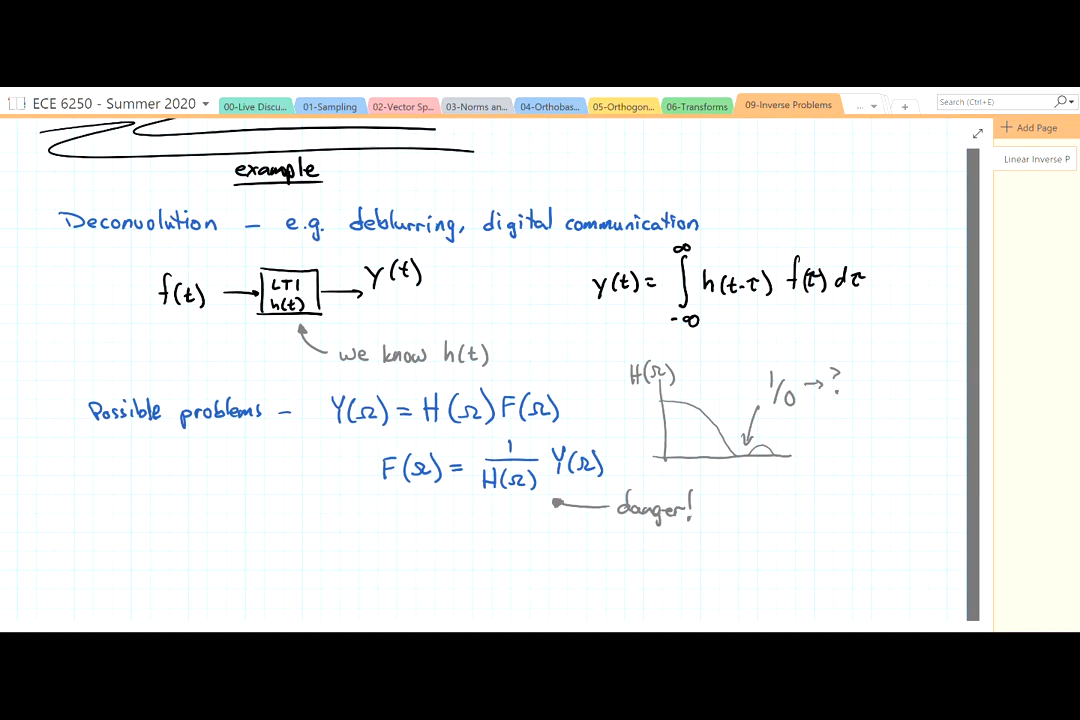 ECE 6250 - Summer 2020
00-Live Discu...
01-Sampling
02-Vector Sp...
03-Norms an...
04-Orthobas...
05-Orthogon...
06-Transforms
09-Inverse Problems
...
Search (Ctrl+E)
Add Page
Linear Inverse P
example
Deconvolution – e.g. deblurring, digital communication
f(t) → LTI h(t) → y(t)
y(t) = ∫_{-∞}^{∞} h(t-τ) f(τ) dτ
we know h(t)
H(Ω)
1/0 → ?
Possible problems – Y(Ω) = H(Ω) F(Ω)
F(Ω) = 1/H(Ω) Y(Ω)
danger!